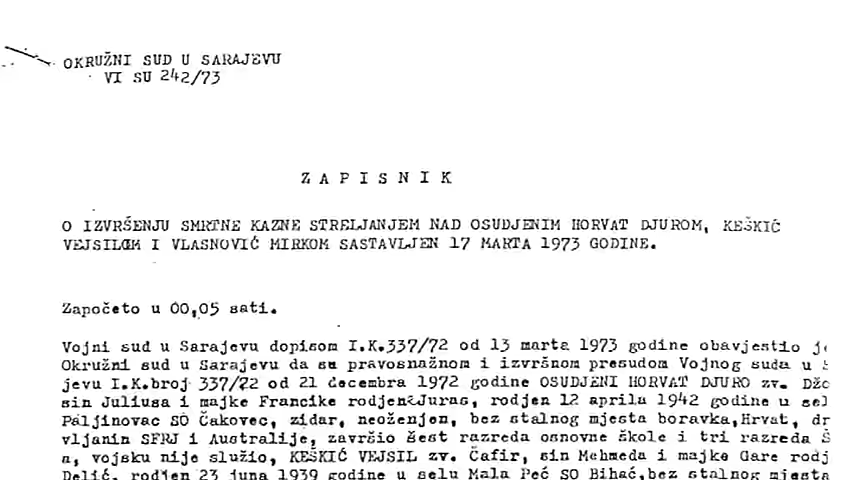 OKRUŽNI SUD U SARAJEVU
VI SU 242/73
Z A P I S N I K
O IZVRŠENJU SMRTNE KAZNE STRELJANJEM NAD OSUDJENIM HORVAT DJUROM, KEŠKIĆ
VEJSILOM I VLASNOVIĆ MIRKOM SASTAVLJEN 17 MARTA 1973 GODINE.
Započeto u 00,05 sati.
Vojni sud u Sarajevu dopisom I.K.337/72 od 13 marta 1973 godine obavjestio
Okružni sud u Sarajevu da su pravosnažnom i izvršnom presudom Vojnog suda u
jevu I.K.broj 337/72 od 21 decembra 1972 godine OSUDJENI HORVAT DJURO zv.
sin Juliusa i majke Francike rodjene Juras, rodjen 12 aprila 1942 godine u
Paljinovac SO Čakovec, zidar, neoženjen, bez stalnog mjesta boravka,Hrvat,
vljanin SFRJ i Australije, završio šest razreda osnovne škole i tri razreda
a, vojsku nije služio, KEŠKIĆ VEJSIL zv. Ćafir, sin Mehmeda i majke Gare
Delić, rodjen 23 juna 1939 godine u selu Mala Peć SO Bihać,bez stalnog mjesta